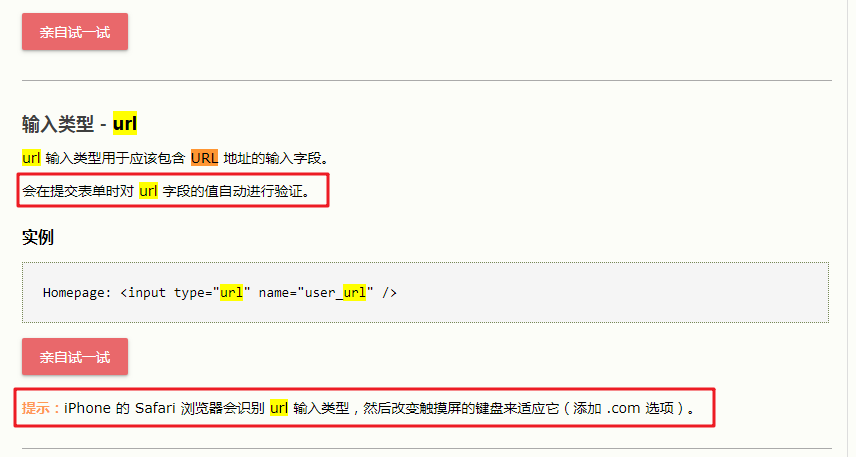 亲自试一试
输入类型 - url
url 输入类型用于应该包含 URL 地址的输入字段。
会在提交表单时对 url 字段的值自动进行验证。
实例
Homepage: <input type="url" name="user_url" />
亲自试一试
提示：iPhone 的 Safari 浏览器会识别 url 输入类型，然后改变触摸屏的键盘来适应它（添加 .com 选项）。